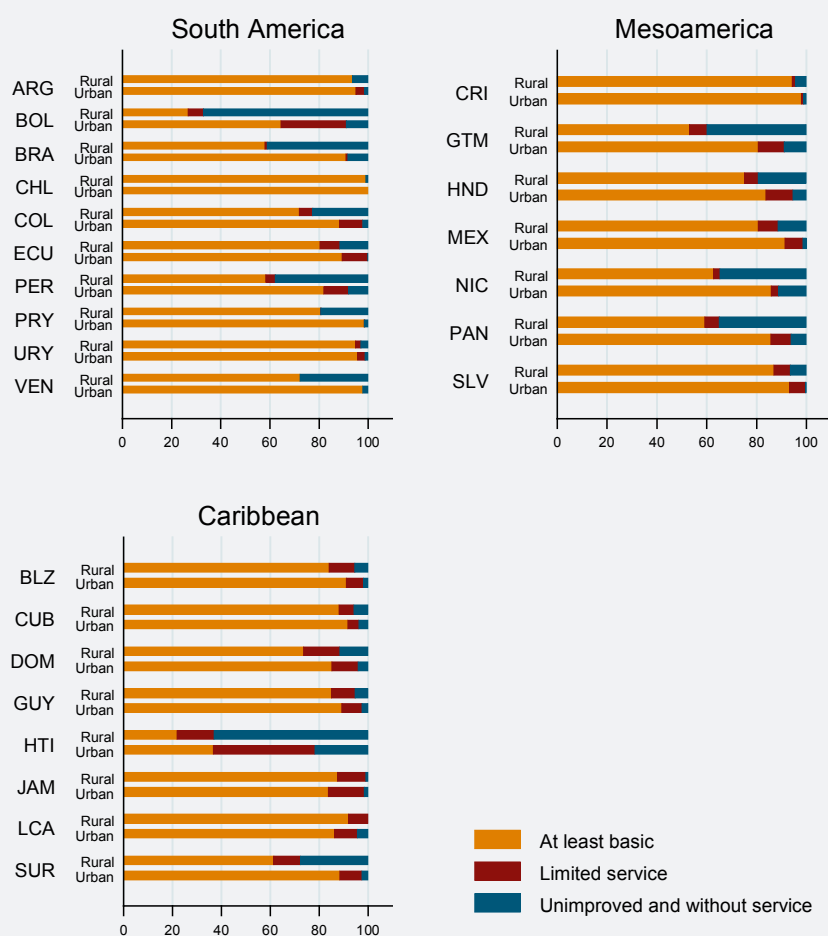 South America
ARG Rural
Urban
BOL Rural
Urban
BRA Rural
Urban
CHL Rural
Urban
COL Rural
Urban
ECU Rural
Urban
PER Rural
Urban
PRY Rural
Urban
URY Rural
Urban
VEN Rural
Urban
0 20 40 60 80 100
Mesoamerica
CRI Rural
Urban
GTM Rural
Urban
HND Rural
Urban
MEX Rural
Urban
NIC Rural
Urban
PAN Rural
Urban
SLV Rural
Urban
0 20 40 60 80 100
Caribbean
BLZ Rural
Urban
CUB Rural
Urban
DOM Rural
Urban
GUY Rural
Urban
HTI Rural
Urban
JAM Rural
Urban
LCA Rural
Urban
SUR Rural
Urban
0 20 40 60 80 100
At least basic
Limited service
Unimproved and without service